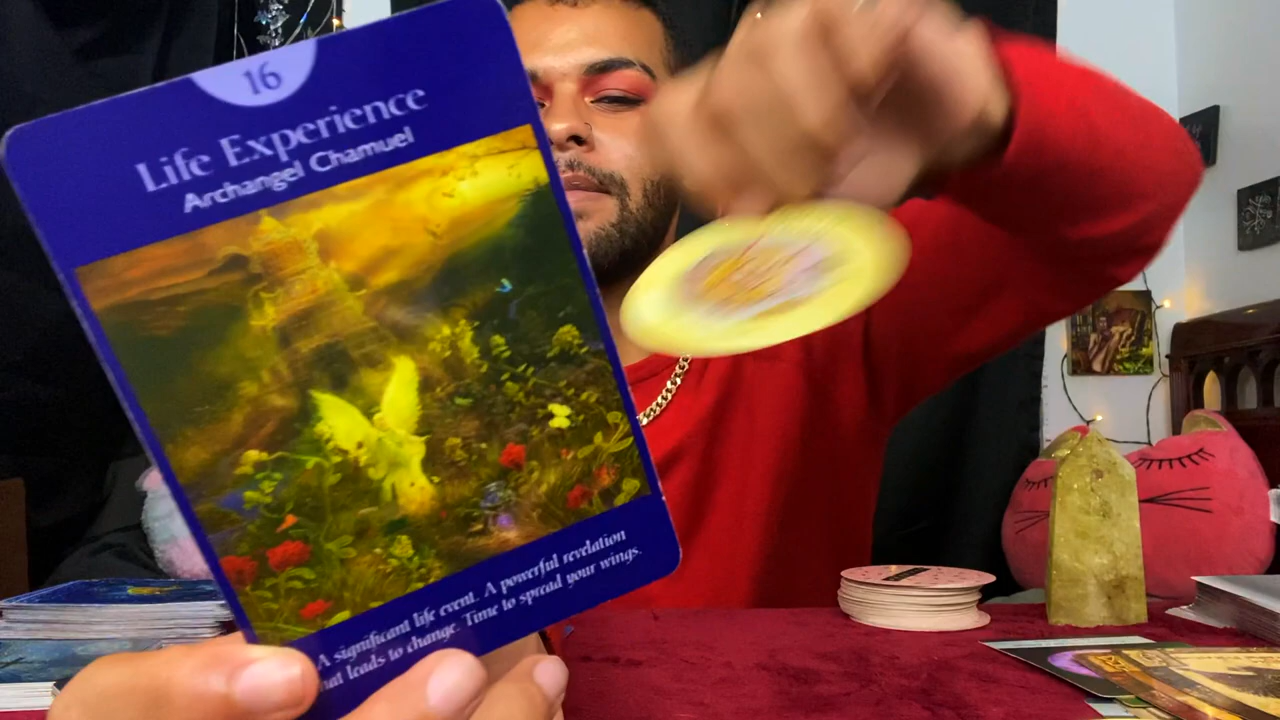 16
Life Experience
Archangel Chamuel
A significant life event. A powerful revelation
that leads to change. Time to spread your wings.